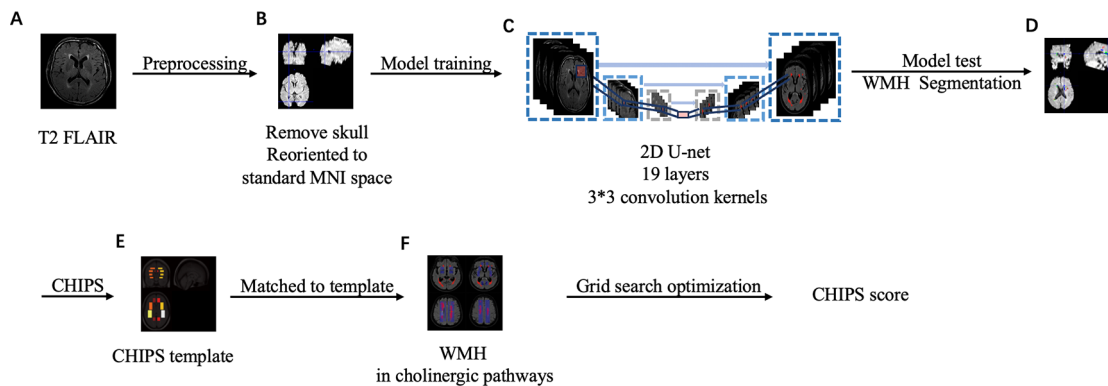 A
B
C
D
Preprocessing
Model training
Model test
WMH Segmentation
T2 FLAIR
Remove skull
Reoriented to
standard MNI space
2D U-net
19 layers
3*3 convolution kernels
E
F
CHIPS
Matched to template
Grid search optimization
CHIPS score
CHIPS template
WMH
in cholinergic pathways